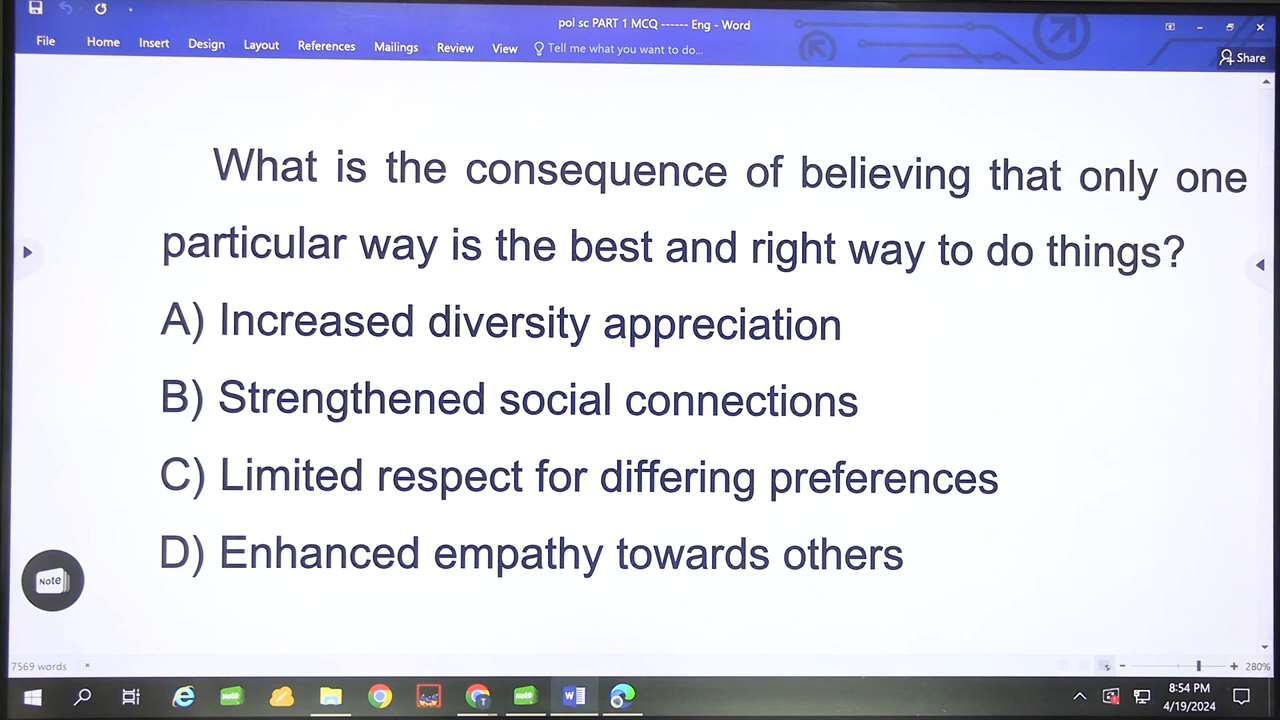 pol sc PART 1 MCQ ------ Eng - Word
File Home Insert Design Layout References Mailings Review View Tell me what you want to do... Share
What is the consequence of believing that only one
particular way is the best and right way to do things?
A) Increased diversity appreciation
B) Strengthened social connections
C) Limited respect for differing preferences
D) Enhanced empathy towards others
Note
7569 words
280%
Note Note
8:54 PM
4/19/2024